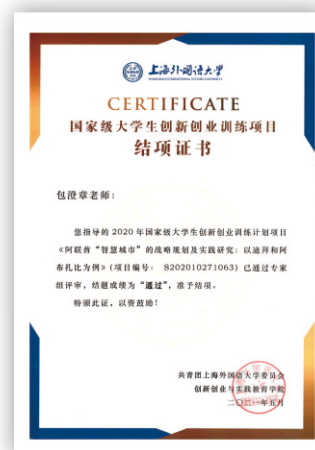 上海外国语大学
SHANGHAI INTERNATIONAL STUDIES UNIVERSITY
CERTIFICATE
国家级大学生创新创业训练项目
结项证书
包澄章老师：
您指导的 2020 年国家级大学生创新创业训练计划项目
《阿联酋“智慧城市”的战略规划及实践研究：以迪拜和阿
布扎比为例》（项目编号： S202010271063）已通过专家
组评审，结题成绩为“通过”，准予结项。
特颁此证，以资鼓励！
共青团上海外国语大学委员会
创新创业与实践教育学院
二〇二一年五月